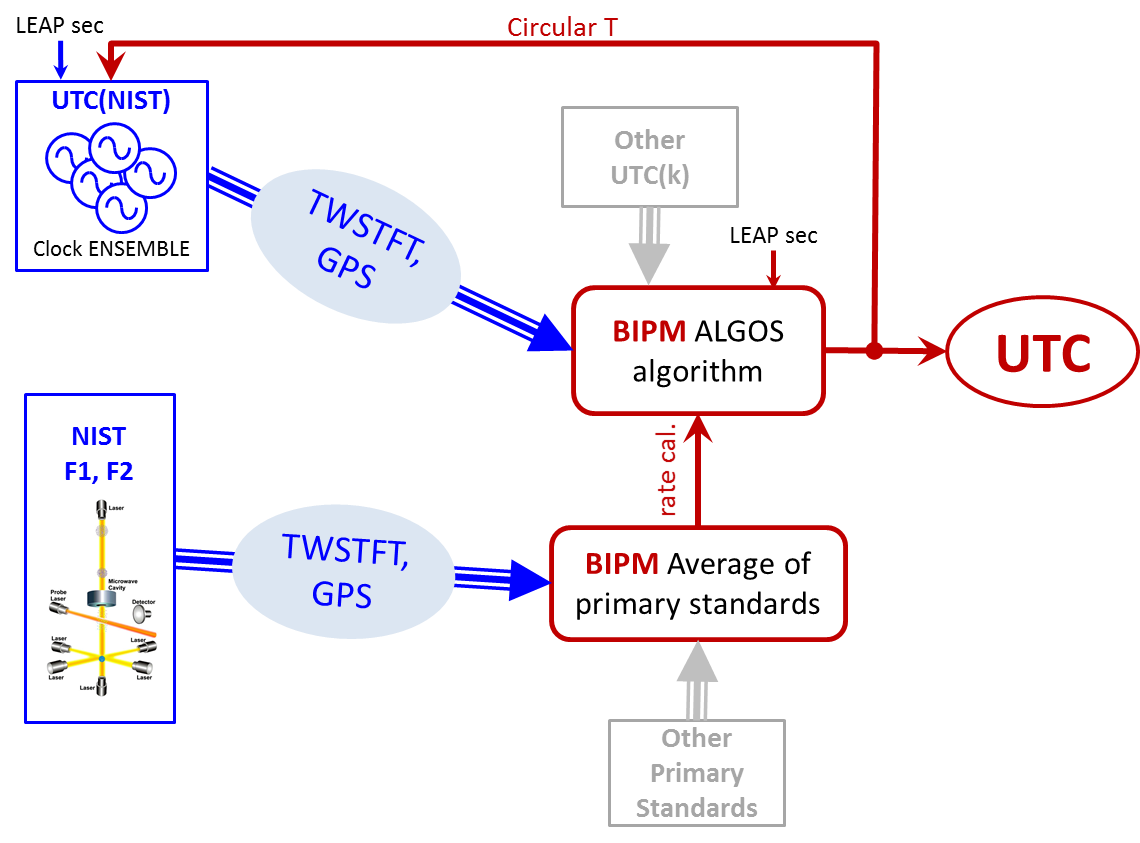 LEAP sec
Circular T
UTC(NIST)
Clock ENSEMBLE
TWSTFT,
GPS
Other
UTC(k)
LEAP sec
BIPM ALGOS
algorithm
UTC
rate cal.
NIST
F1, F2
Laser
Microwave
Cavity
Probe
Laser
Detector
Laser
Laser
Laser
Laser
Laser
TWSTFT,
GPS
BIPM Average of
primary standards
Other
Primary
Standards